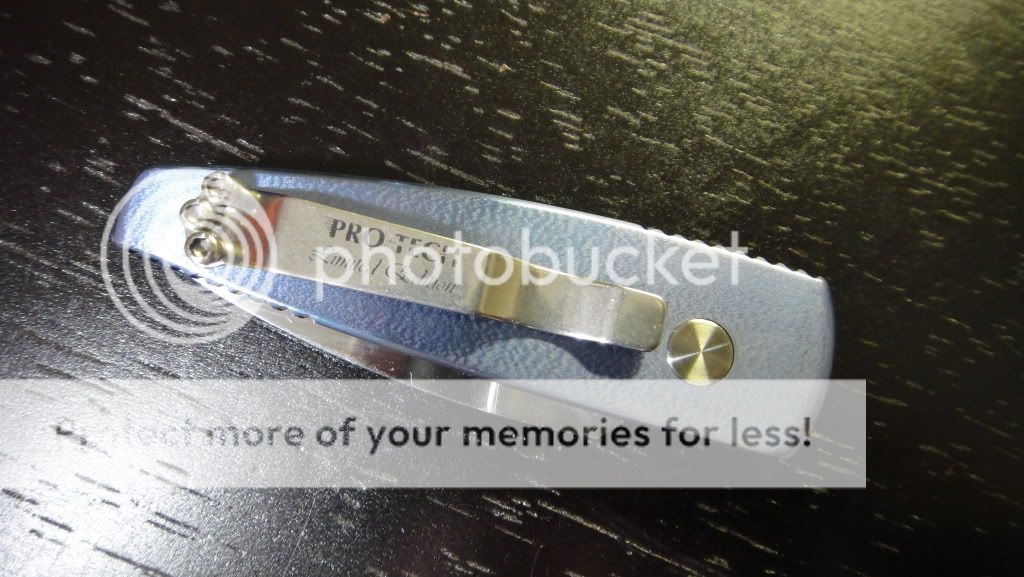 PRO-TECH
Limited Edition
photobucket
Protect more of your memories for less!